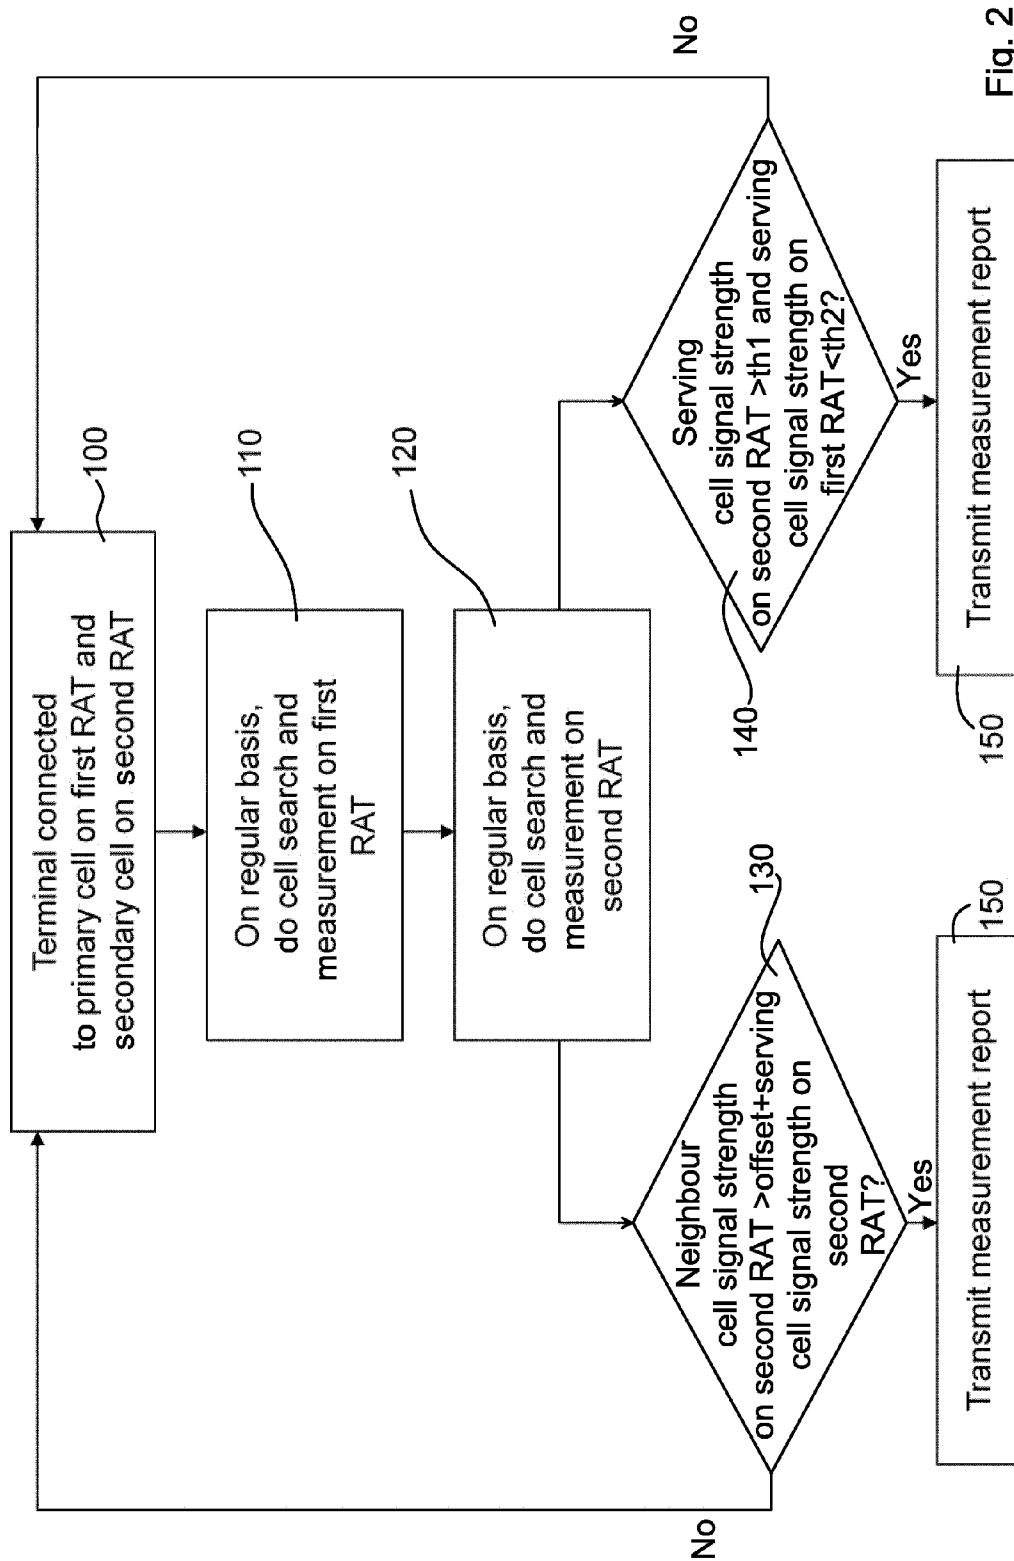 Terminal connected
to primary cell on first RAT and
secondary cell on second RAT
100
On regular basis,
do cell search and
measurement on first
RAT
110
On regular basis,
do cell search and
measurement on
second RAT
120
Neighbour
cell signal strength
on second RAT >offset+serving
cell signal strength on
second
RAT?
130
No
Yes
Transmit measurement report
150
Serving
cell signal strength
on second RAT >th1 and serving
cell signal strength on
first RAT<th2?
140
No
Yes
Transmit measurement report
150
Fig. 2